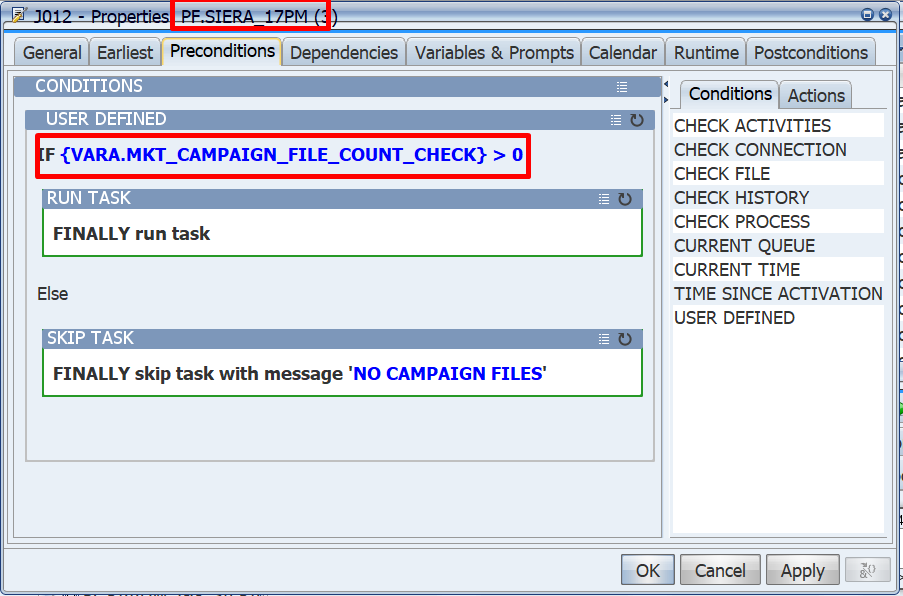 J012 - Properties PF.SIERA_17PM (3)
General Earliest Preconditions Dependencies Variables & Prompts Calendar Runtime Postconditions
CONDITIONS
USER DEFINED
IF {VARA.MKT_CAMPAIGN_FILE_COUNT_CHECK} > 0
RUN TASK
FINALLY run task
Else
SKIP TASK
FINALLY skip task with message 'NO CAMPAIGN FILES'
Conditions Actions
CHECK ACTIVITIES
CHECK CONNECTION
CHECK FILE
CHECK HISTORY
CHECK PROCESS
CURRENT QUEUE
CURRENT TIME
TIME SINCE ACTIVATION
USER DEFINED
OK Cancel Apply